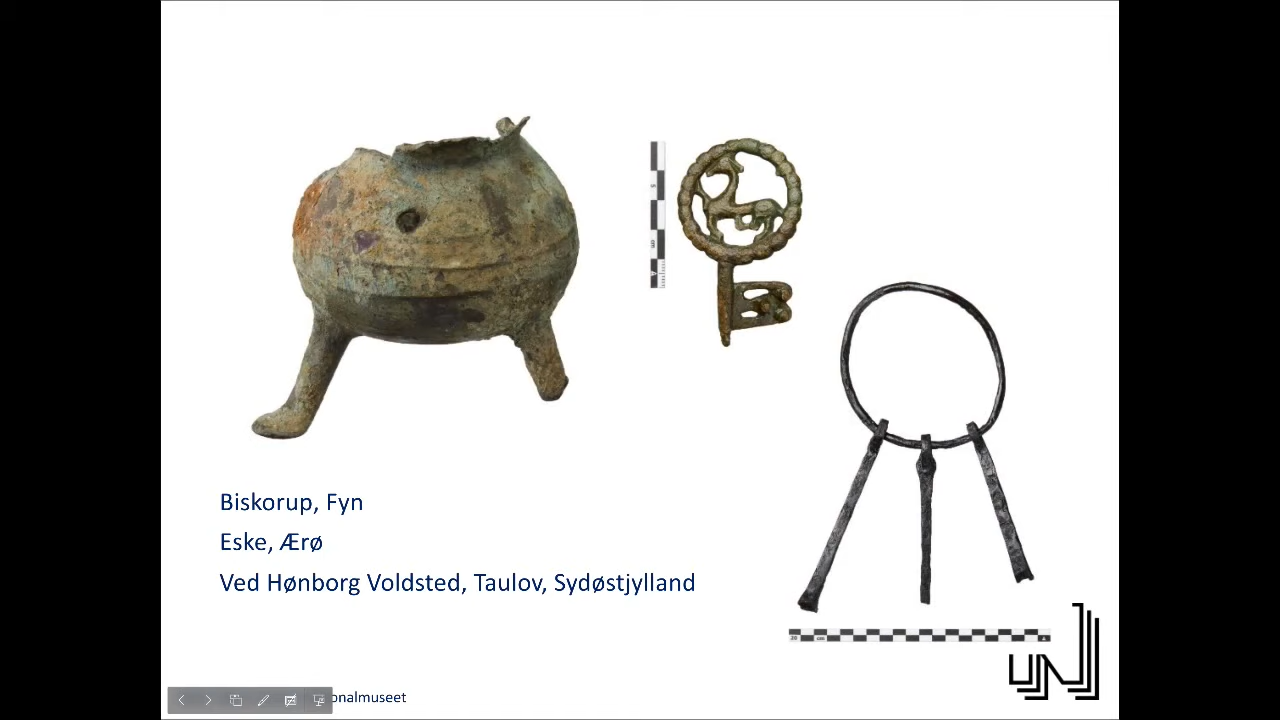 Biskorup, Fyn
Eske, Ærø
Ved Hønborg Voldsted, Taulov, Sydøstjylland
onalmuseet